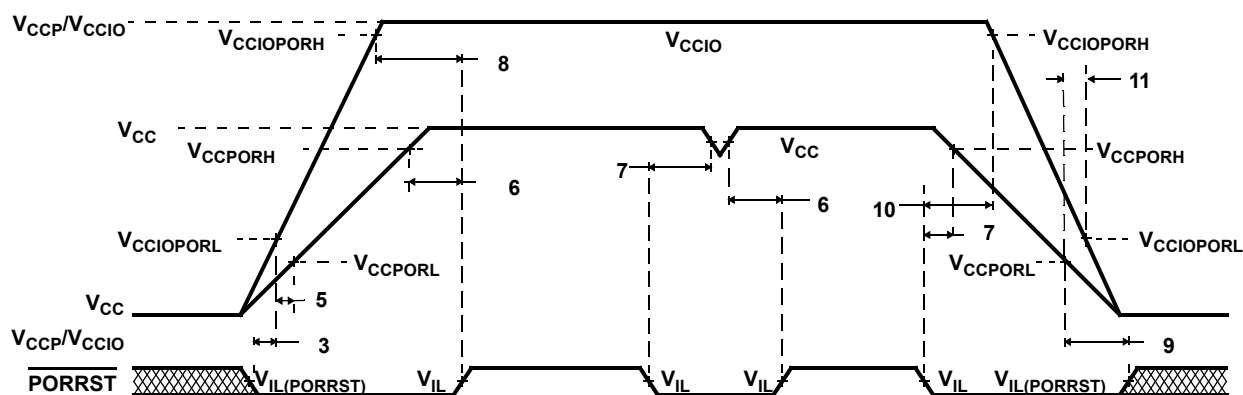 VCCP/VCCIO
VCCIOPORH
VCCIO
VCCIOPORH
8
11
VCC
VCCPORH
VCC
VCCPORH
6
7
6
10
7
VCCIOPORL
VCCPORL
VCCPORL
VCCIOPORL
VCC
5
VCCP/VCCIO
3
9
PORRST
VIL(PORRST)
VIL
VIL
VIL
VIL
VIL(PORRST)